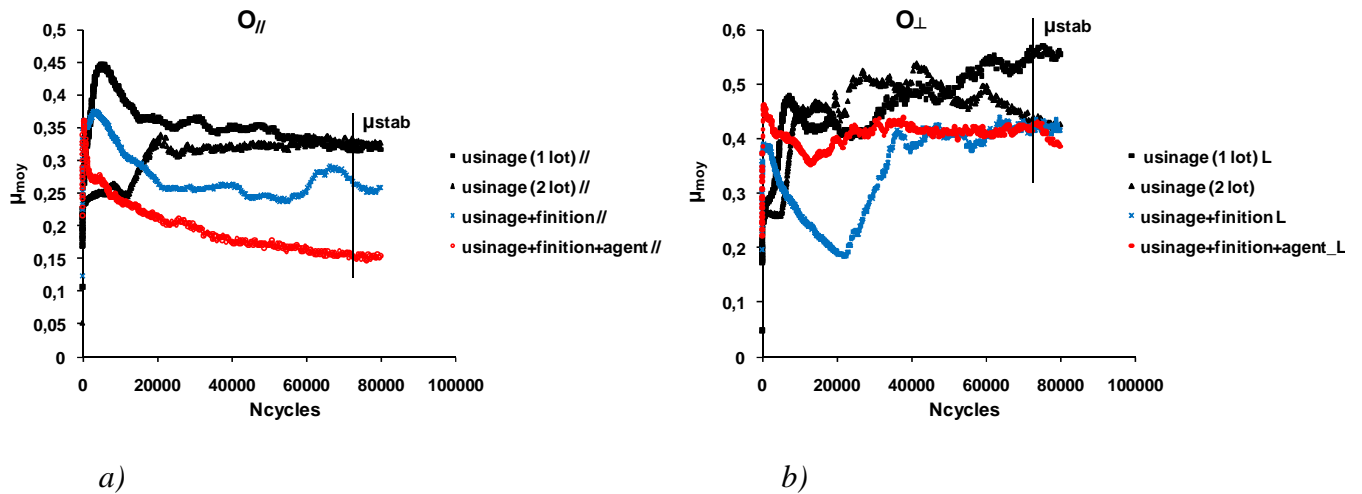 O//
0,5
0,45
0,4
0,35
0,3
0,25
0,2
0,15
0,1
0,05
0
µmoy
0 20000 40000 60000 80000 100000
Ncycles
µstab
usinage (1 lot) //
usinage (2 lot) //
usinage+finition //
usinage+finition+agent //
a)
O⊥
0,6
0,5
0,4
0,3
0,2
0,1
0
µmoy
0 20000 40000 60000 80000 100000
Ncycles
µstab
usinage (1 lot) L
usinage (2 lot)
usinage+finition L
usinage+finition+agent_L
b)